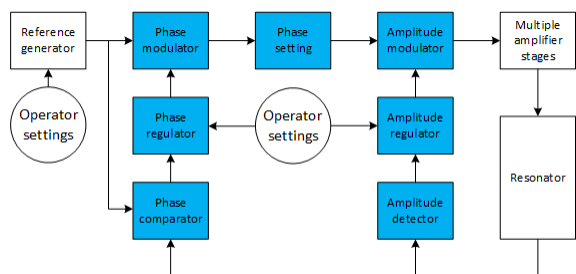 Reference
generator
Phase
modulator
Phase
setting
Amplitude
modulator
Multiple
amplifier
stages
Operator
settings
Phase
regulator
Operator
settings
Amplitude
regulator
Phase
comparator
Amplitude
detector
Resonator